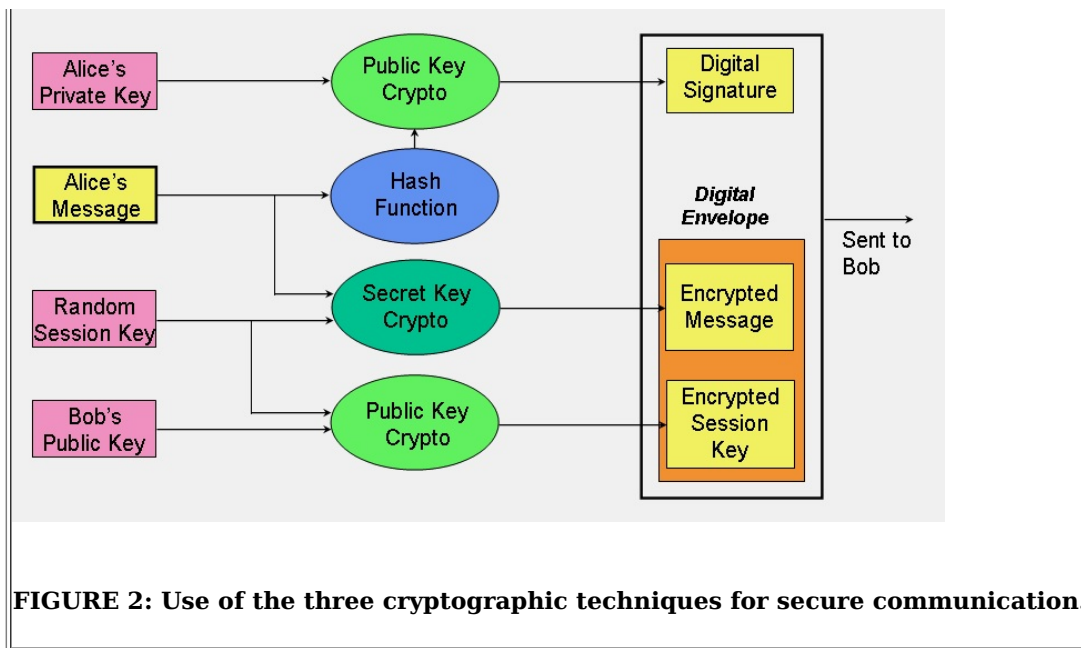 Alice's
Private Key
Public Key
Crypto
Digital
Signature
Alice's
Message
Hash
Function
Digital
Envelope
Sent to
Bob
Random
Session Key
Secret Key
Crypto
Encrypted
Message
Bob's
Public Key
Public Key
Crypto
Encrypted
Session
Key
FIGURE 2: Use of the three cryptographic techniques for secure communication.